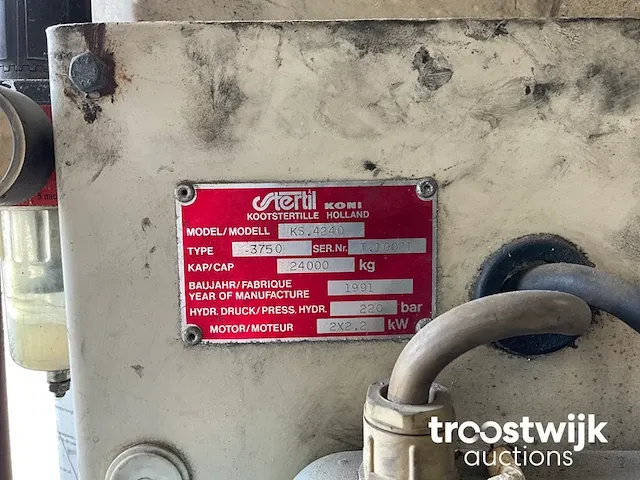 Stertil KONI
KOOTSTERTILLE HOLLAND
MODEL/MODELL KS.4240
TYPE 3750 SER.Nr.
KAP/CAP 24000 kg
BAUJAHR/FABRIQUE
YEAR OF MANUFACTURE 1991
HYDR. DRUCK/PRESS. HYDR. 220 bar
MOTOR/MOTEUR 2X2.2 kW
troostwijk
auctions